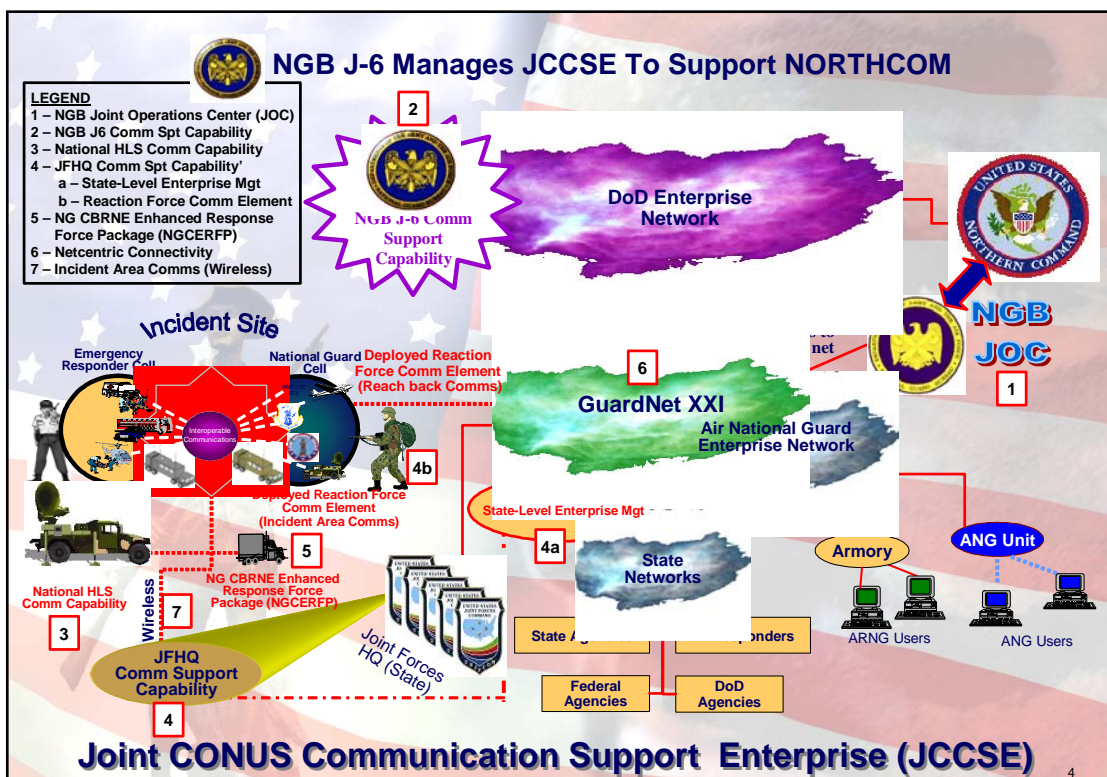 NGB J-6 Manages JCCSE To Support NORTHCOM
LEGEND
1 – NGB Joint Operations Center (JOC)
2 – NGB J6 Comm Spt Capability
3 – National HLS Comm Capability
4 – JFHQ Comm Spt Capability'
a – State-Level Enterprise Mgt
b – Reaction Force Comm Element
5 – NG CBRNE Enhanced Response
Force Package (NGCERFP)
6 – Netcentric Connectivity
7 – Incident Area Comms (Wireless)
2
NGB J-6 Comm
Support
Capability
DoD Enterprise
Network
UNITED STATES
NORTHERN COMMAND
NGB
JOC
1
to
net
Incident Site
Emergency
Responder Cell
National Guard
Cell
Deployed Reaction
Force Comm Element
(Reach back Comms)
Interoperable
Communications
4b
6
GuardNet XXI
Air National Guard
Enterprise Network
Deployed Reaction Force
Comm Element
(Incident Area Comms)
State-Level Enterprise Mgt
4a
State
Networks
5
NG CBRNE Enhanced
Response Force
Package (NGCERFP)
National HLS
Comm Capability
3
Wireless
7
JFHQ
Comm Support
Capability
4
Joint Forces
HQ (State)
Armory
ANG Unit
ARNG Users
ANG Users
State
Federal
Agencies
DoD
Agencies
Joint CONUS Communication Support Enterprise (JCCSE)
4